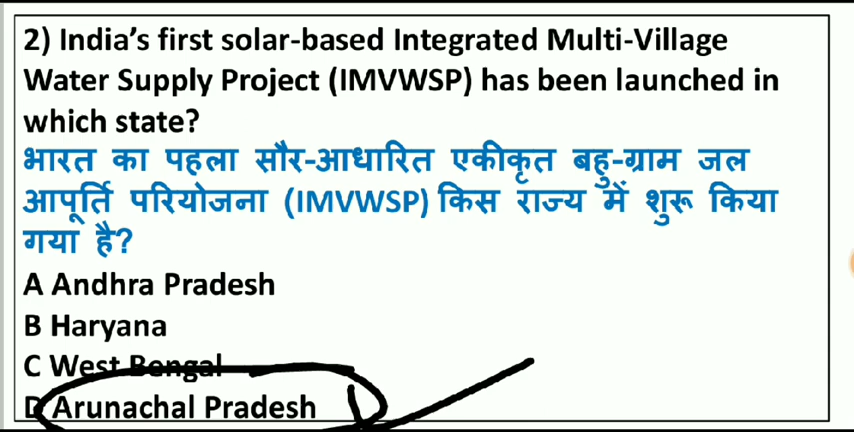 2) India’s first solar-based Integrated Multi-Village
Water Supply Project (IMVWSP) has been launched in
which state?
भारत का पहला सौर-आधारित एकीकृत बहु-ग्राम जल
आपूर्ति परियोजना (IMVWSP) किस राज्य में शुरू किया
गया है?
A Andhra Pradesh
B Haryana
C West Bengal
D Arunachal Pradesh